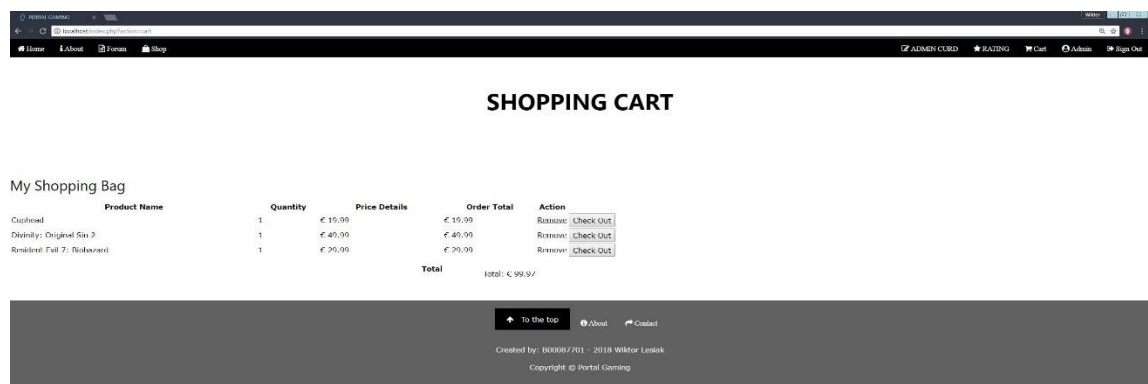 PORTAL GAMING
Wiktor
localhost/index.php?action=cart
Home About Forum Shop ADMIN CURD RATING Cart Admin Sign Out
SHOPPING CART
My Shopping Bag
Product Name Quantity Price Details Order Total Action
Cuphead 1 € 19.99 € 19.99 Remove Check Out
Divinity: Original Sin 2 1 € 49.99 € 49.99 Remove Check Out
Resident Evil 7: Biohazard 1 € 29.99 € 29.99 Remove Check Out
Total Total: € 99.97
To the top About Contact
Created by: B00087701 - 2018 Wiktor Lesiak
Copyright © Portal Gaming